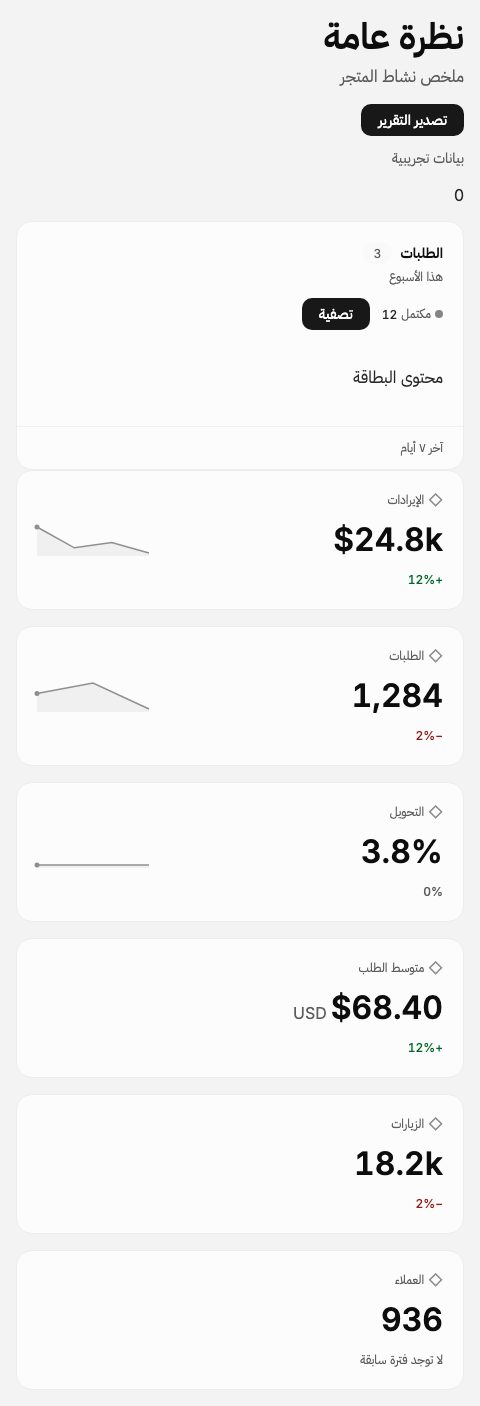 نظرة عامة
ملخص نشاط المتجر
تصدير التقرير
بيانات تجريبية
0
الطلبات 3
هذا الأسبوع
مكتمل 12 تصفية
محتوى البطاقة
آخر ٧ أيام
الإيرادات
$24.8k
+12%
الطلبات
1,284
−2%
التحويل
3.8%
0%
متوسط الطلب
$68.40 USD
+12%
الزيارات
18.2k
−2%
العملاء
936
لا توجد فترة سابقة